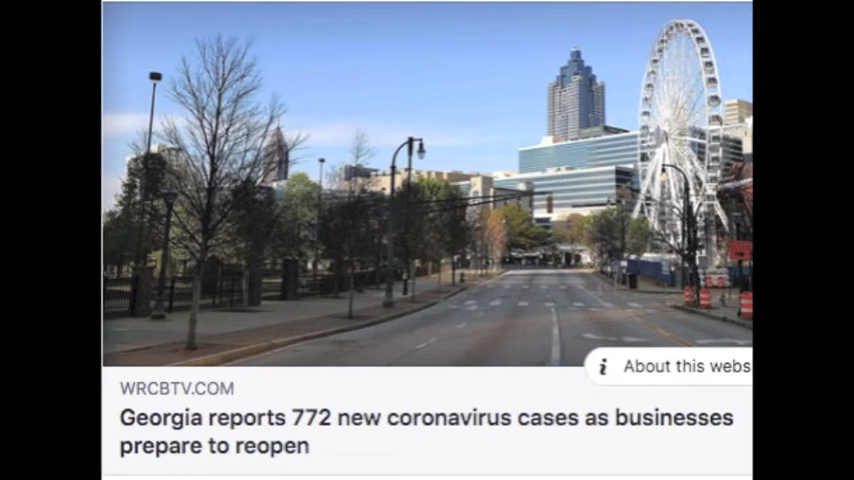 About this webs
WRCBTV.COM
Georgia reports 772 new coronavirus cases as businesses
prepare to reopen